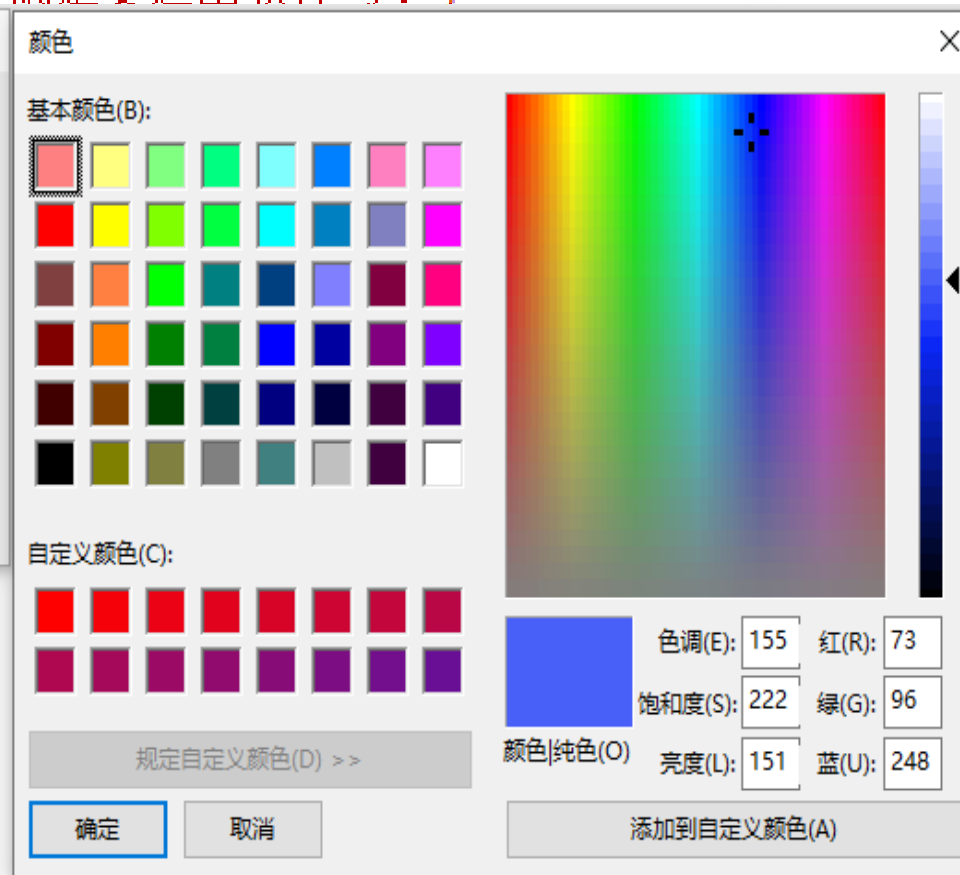 颜色
基本颜色(B):
自定义颜色(C):
规定自定义颜色(D) >>
确定
取消
颜色|纯色(O)
色调(E): 155
饱和度(S): 222
亮度(L): 151
红(R): 73
绿(G): 96
蓝(U): 248
添加到自定义颜色(A)